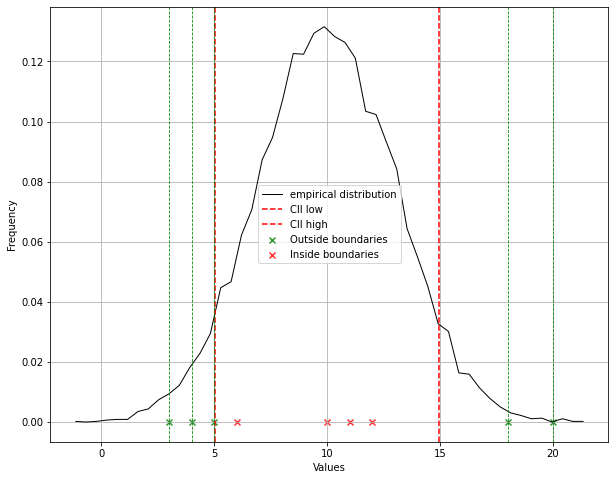 0.12
0.10
0.08
0.06
0.04
0.02
0.00
Frequency
empirical distribution
CII low
CII high
Outside boundaries
Inside boundaries
0 5 10 15 20
Values